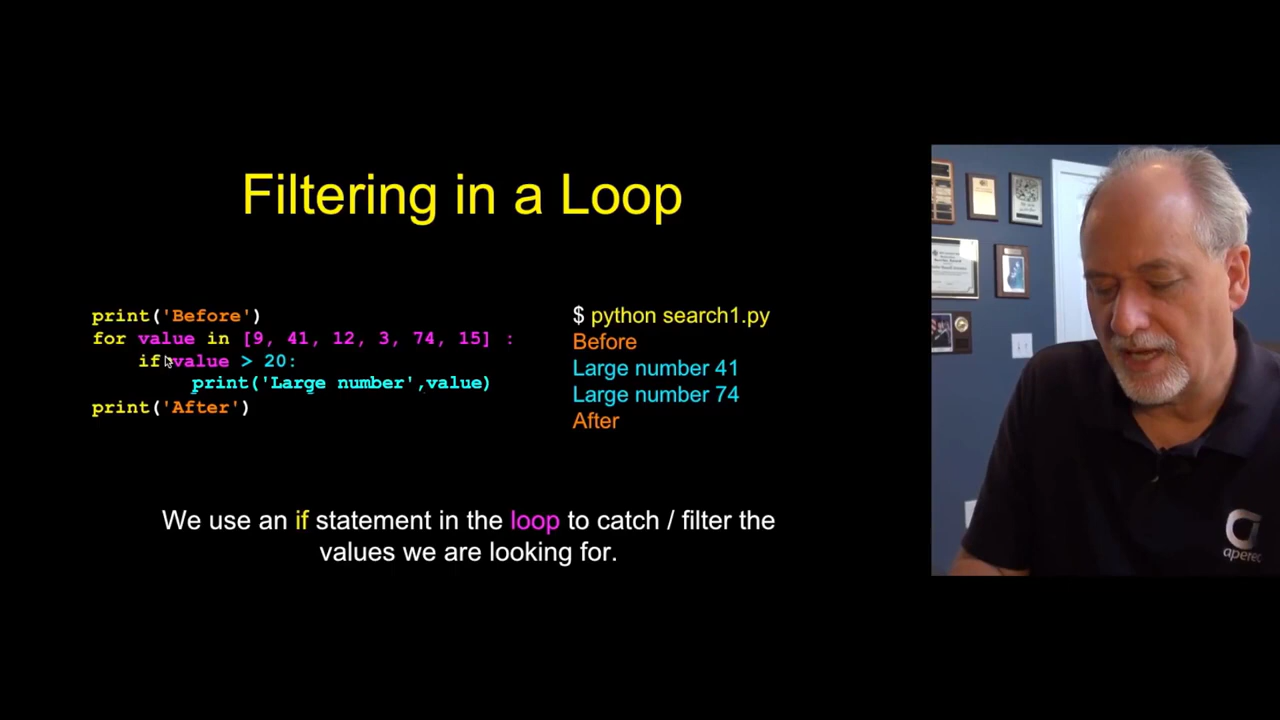 Filtering in a Loop
print('Before')
for value in [9, 41, 12, 3, 74, 15] :
if value > 20:
print('Large number',value)
print('After')
$ python search1.py
Before
Large number 41
Large number 74
After
We use an if statement in the loop to catch / filter the
values we are looking for.
apereo